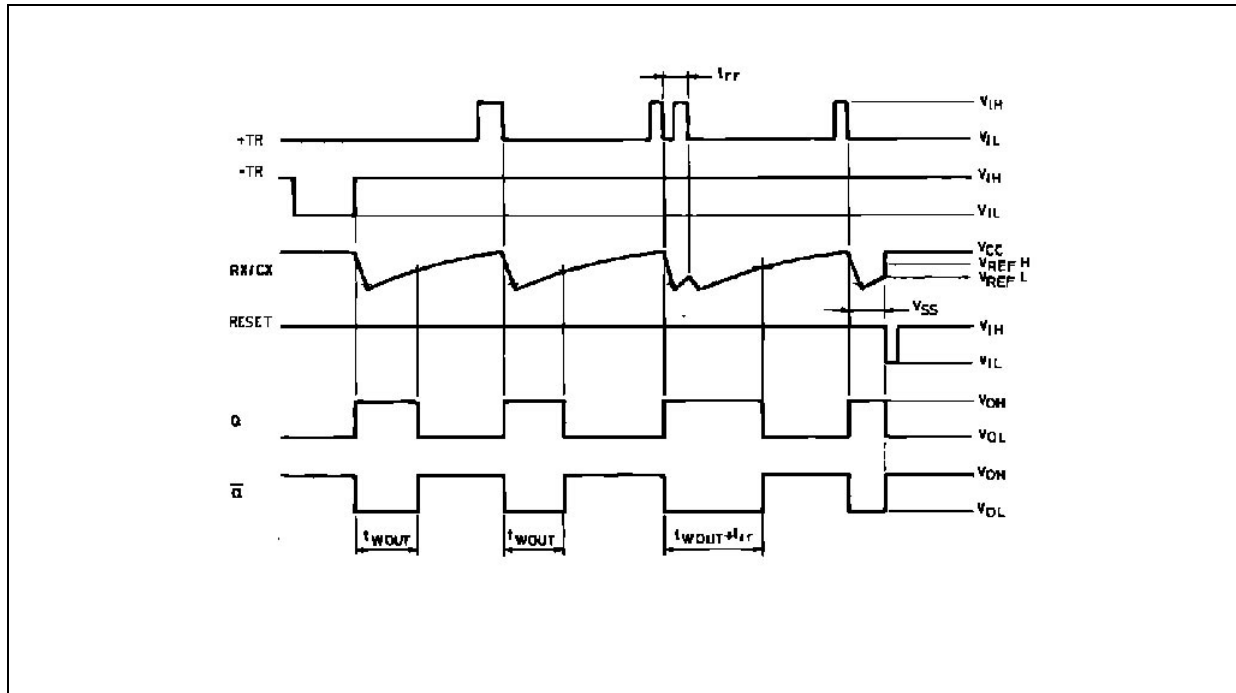 trr
VIH
+TR
VIL
-TR
VIH
VIL
VCC
VREF H
RX/CX
VREF L
VSS
RESET
VIH
VIL
VOH
Q
VOL
VOH
Q
VOL
tWOUT
tWOUT
tWOUT+trr